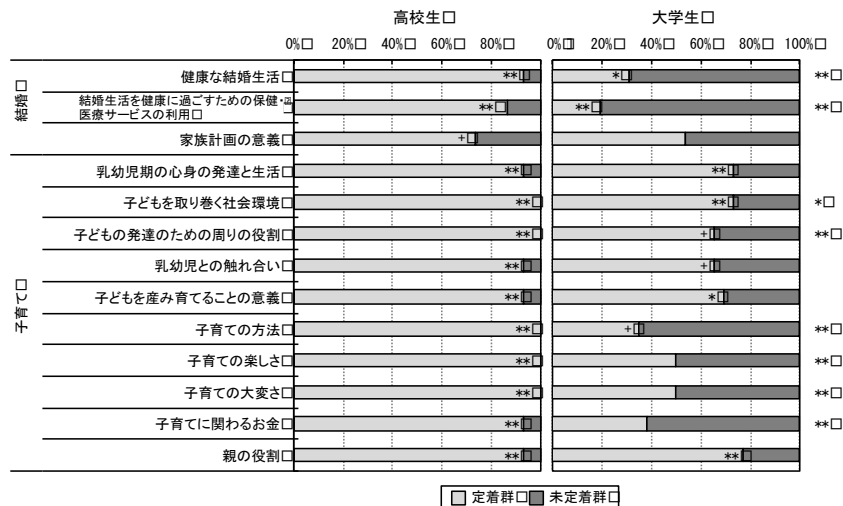 高校生□ 大学生□
0%□ 20%□ 40%□ 60%□ 80%□ 0%□ 20%□ 40%□ 60%□ 80%□ 100%□
結婚□
健康な結婚生活□ **□ *□ **□
結婚生活を健康に過ごすための保健・
医療サービスの利用□ **□ **□ **□
家族計画の意義□ +□
子育て□
乳幼児期の心身の発達と生活□ **□ **□
子どもを取り巻く社会環境□ **□ **□ *□
子どもの発達のための周りの役割□ **□ +□ **□
乳幼児との触れ合い□ **□ +□
子どもを産み育てることの意義□ **□ *□
子育ての方法□ **□ +□ **□
子育ての楽しさ□ **□ **□
子育ての大変さ□ **□ **□
子育てに関わるお金□ **□ **□
親の役割□ **□ **□
定着群□ 未定着群□